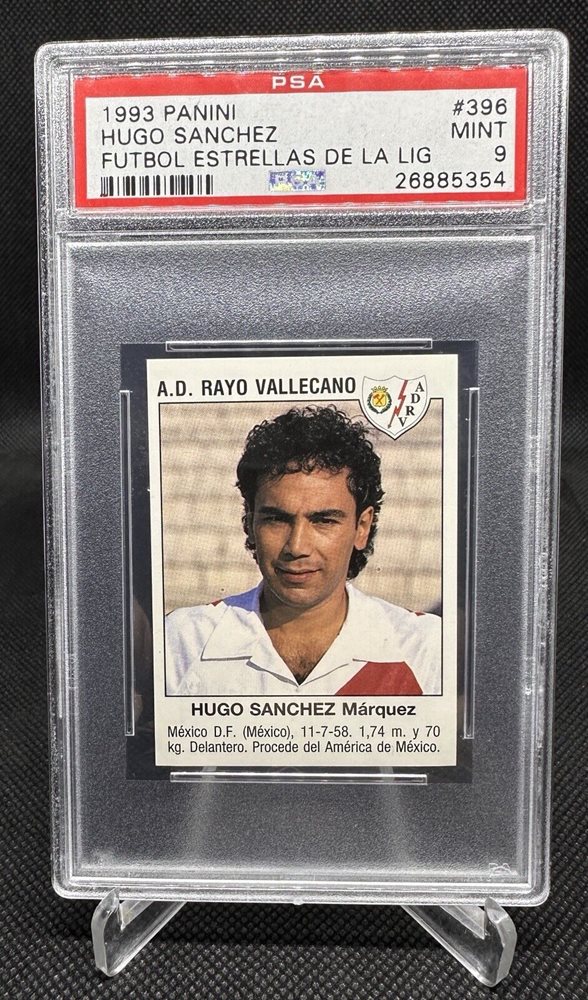 PSA
1993 PANINI #396
HUGO SANCHEZ MINT
FUTBOL ESTRELLAS DE LA LIG 9
26885354
A.D. RAYO VALLECANO
A
D
R
V
HUGO SANCHEZ Márquez
México D.F. (México), 11-7-58. 1,74 m. y 70
kg. Delantero. Procede del América de México.